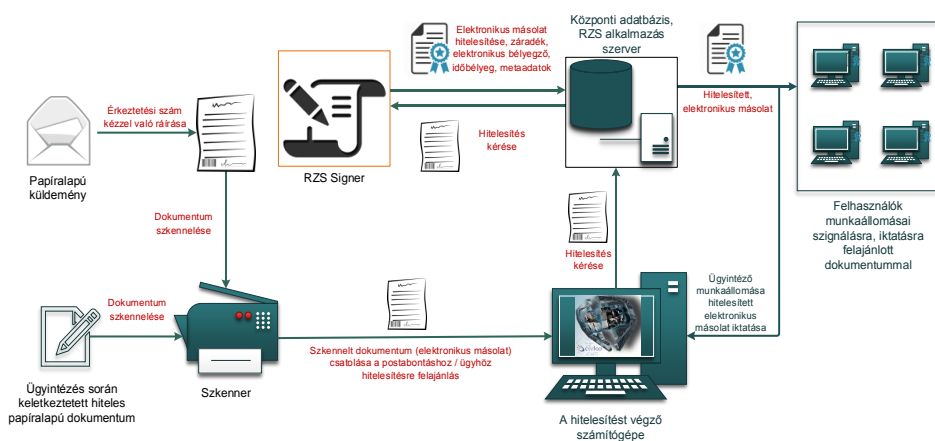 Elektronikus másolat
hitelesítése, záradék,
elektronikus bélyegző,
időbélyeg, metaadatok
Központi adatbázis,
RZS alkalmazás
szerver
Érkeztetési szám
kézzel való ráírása
Hitelesített,
elektronikus másolat
Hitelesítés
kérése
RZS Signer
Papíralapú
küldemény
Felhasználók
munkaállomásai
szignálásra, iktatásra
felajánlott
dokumentummal
Dokumentum
szkennelése
Hitelesítés
kérése
Ügyintéző
munkaállomása
hitelesített
elektronikus
másolat iktatása
Dokumentum
szkennelése
Szkennelt dokumentum (elektronikus másolat)
csatolása a postabontáshoz / ügyhöz
hitelesítésre felajánlás
Ügyintézés során
keletkeztetett hiteles
papíralapú dokumentum
Szkenner
A hitelesítést végző
számítógépe